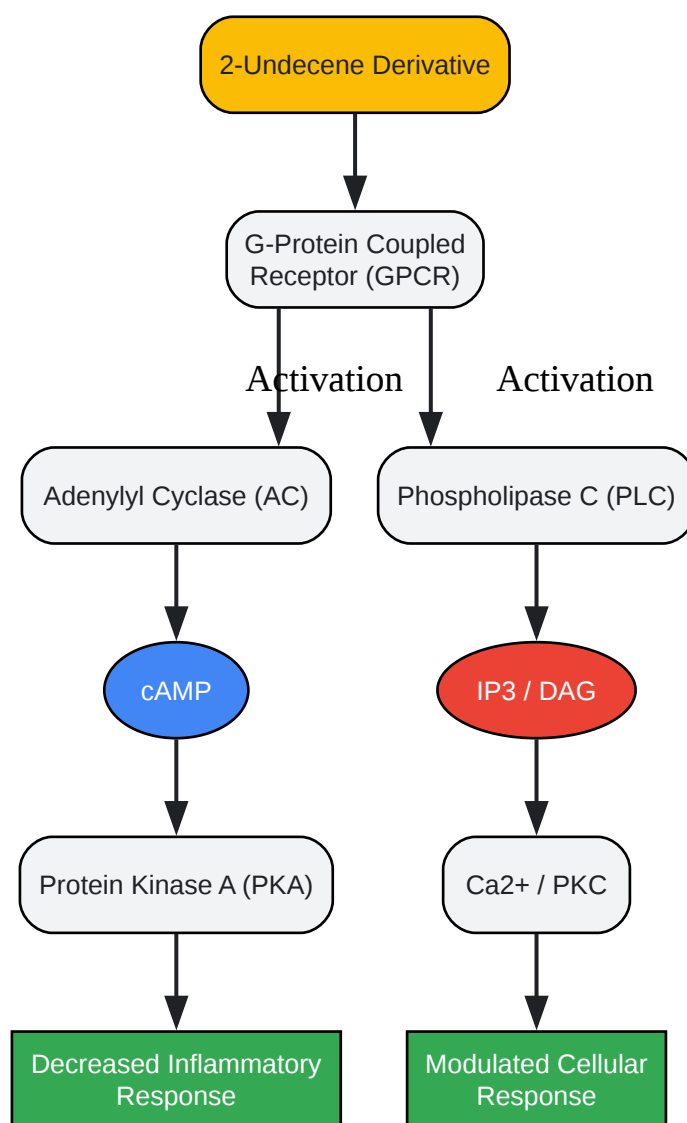 2-Undecene Derivative
G-Protein Coupled
Receptor (GPCR)
Activation
Activation
Adenylyl Cyclase (AC)
Phospholipase C (PLC)
cAMP
IP3 / DAG
Protein Kinase A (PKA)
Ca2+ / PKC
Decreased Inflammatory
Response
Modulated Cellular
Response